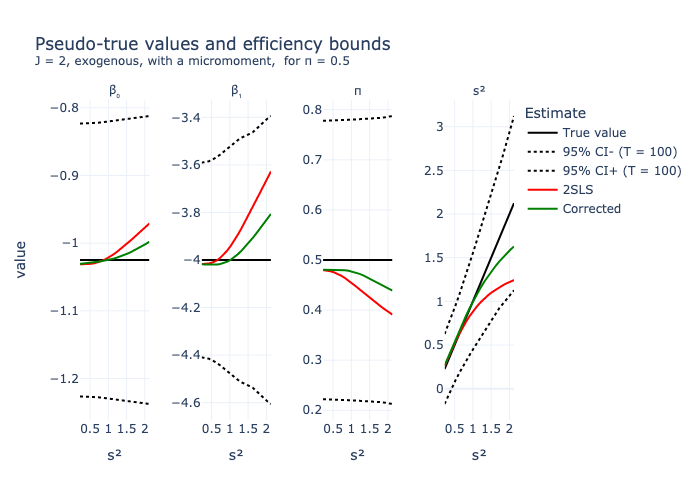 Pseudo-true values and efficiency bounds
J = 2, exogenous, with a micromoment,  for π = 0.5
β₀
β₁
π
s²
Estimate
True value
95% CI- (T = 100)
95% CI+ (T = 100)
2SLS
Corrected
value
−0.8
−0.9
−1
−1.1
−1.2
−3.4
−3.6
−3.8
−4
−4.2
−4.4
−4.6
0.8
0.7
0.6
0.5
0.4
0.3
0.2
3
2.5
2
1.5
1
0.5
0
0.5 1 1.5 2
0.5 1 1.5 2
0.5 1 1.5 2
0.5 1 1.5 2
s²
s²
s²
s²